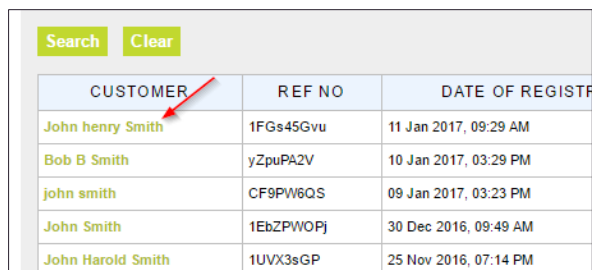 Search Clear
CUSTOMER REF NO DATE OF REGISTR
John henry Smith 1FGs45Gvu 11 Jan 2017, 09:29 AM
Bob B Smith yZpuPA2V 10 Jan 2017, 03:29 PM
john smith CF9PW6QS 09 Jan 2017, 03:23 PM
John Smith 1EbZPWOPj 30 Dec 2016, 09:49 AM
John Harold Smith 1UVX3sGP 25 Nov 2016, 07:14 PM